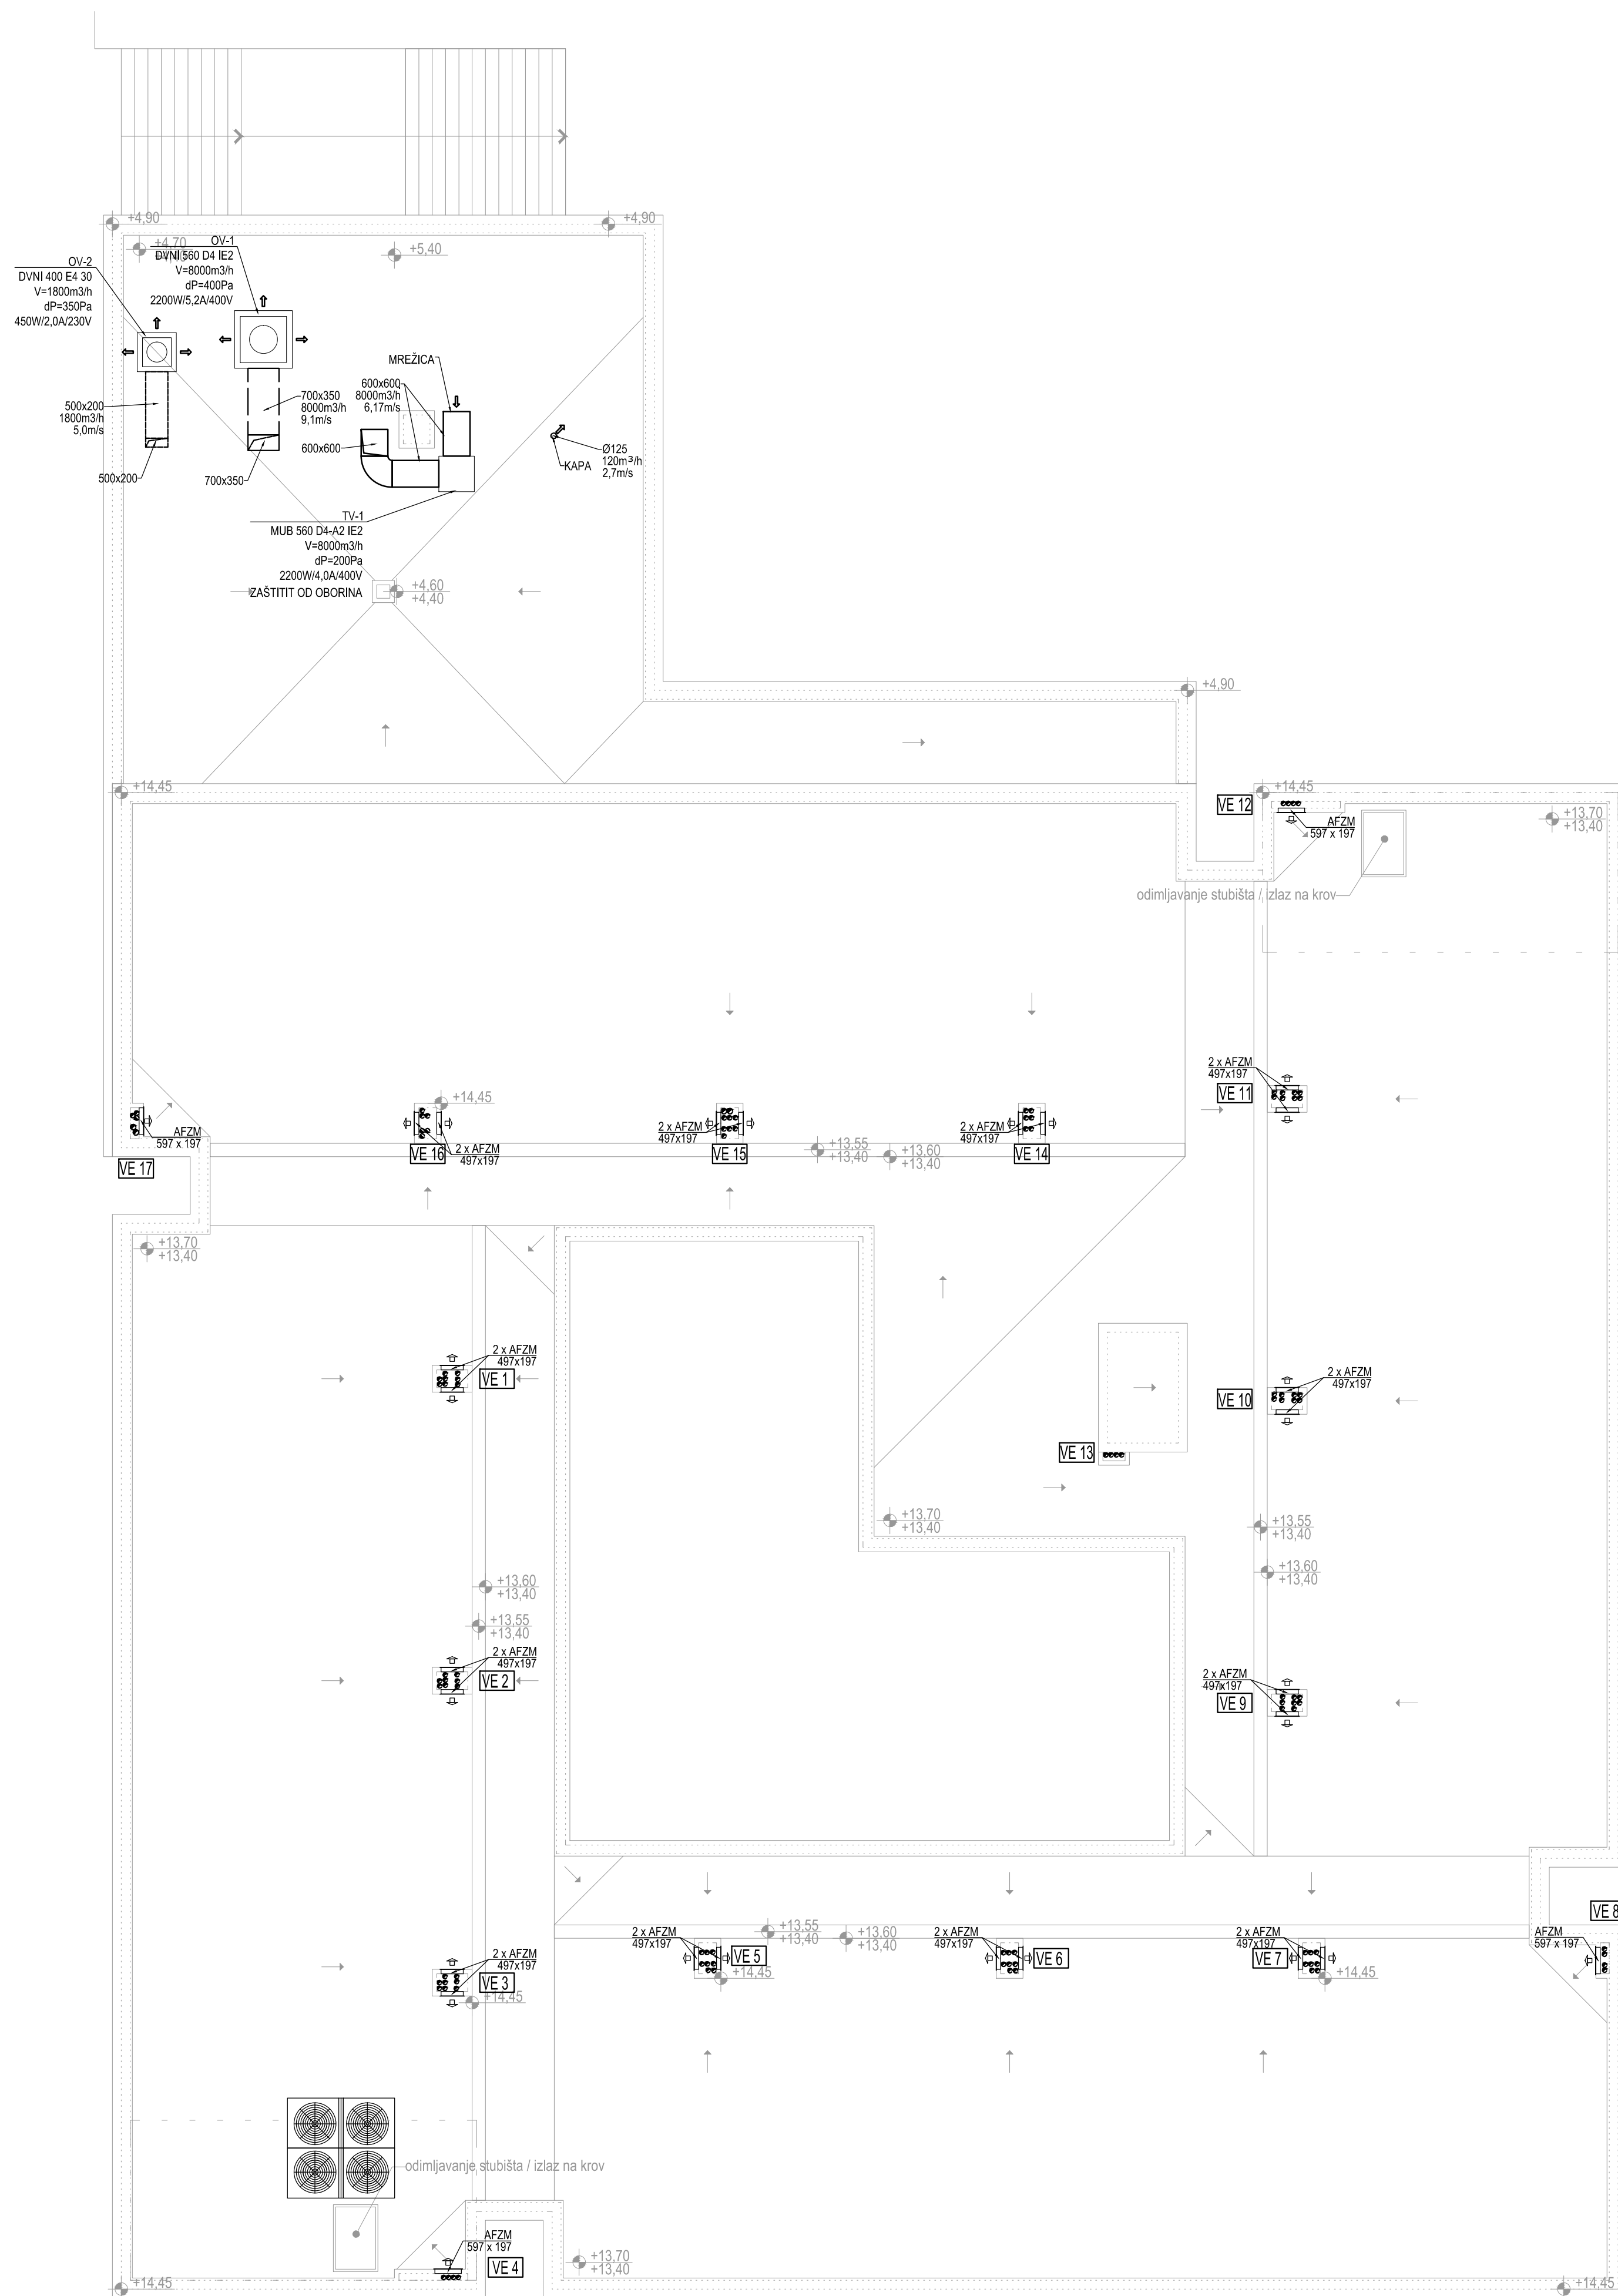 +4,90
+4,90
OV-1
DVNI 560 D4 IE2
V=8000m3/h
dP=400Pa
2200W/5,2A/400V
+4,70
+5,40
OV-2
DVNI 400 E4 30
V=1800m3/h
dP=350Pa
450W/2,0A/230V
MREŽICA
600x600
8000m3/h
6,17m/s
700x350
8000m3/h
9,1m/s
500x200
1800m3/h
5,0m/s
600x600
Ø125
120m³/h
2,7m/s
KAPA
500x200
700x350
TV-1
MUB 560 D4-A2 IE2
V=8000m3/h
dP=200Pa
2200W/4,0A/400V
ZAŠTITIT OD OBORINA
+4,60
+4,40
+4,90
+14,45
+14,45
VE 12
AFZM
597 x 197
+13,70
+13,40
odimljavanje stubišta / izlaz na krov
2 x AFZM
497x197
VE 11
+14,45
AFZM
597 x 197
VE 17
2 x AFZM
497x197
VE 16
2 x AFZM
497x197
VE 15
+13,55
+13,40
+13,60
+13,40
2 x AFZM
497x197
VE 14
+13,70
+13,40
2 x AFZM
497x197
VE 1
2 x AFZM
497x197
VE 10
VE 13
+13,70
+13,40
+13,55
+13,40
+13,60
+13,40
+13,60
+13,40
+13,55
+13,40
2 x AFZM
497x197
VE 2
2 x AFZM
497x197
VE 9
VE 8
2 x AFZM
497x197
VE 3
+14,45
2 x AFZM
497x197
VE 5
+14,45
+13,55
+13,40
+13,60
+13,40
2 x AFZM
497x197
VE 6
2 x AFZM
497x197
VE 7
+14,45
AFZM
597 x 197
odimljavanje stubišta / izlaz na krov
AFZM
597 x 197
VE 4
+13,70
+13,40
+14,45
+14,45